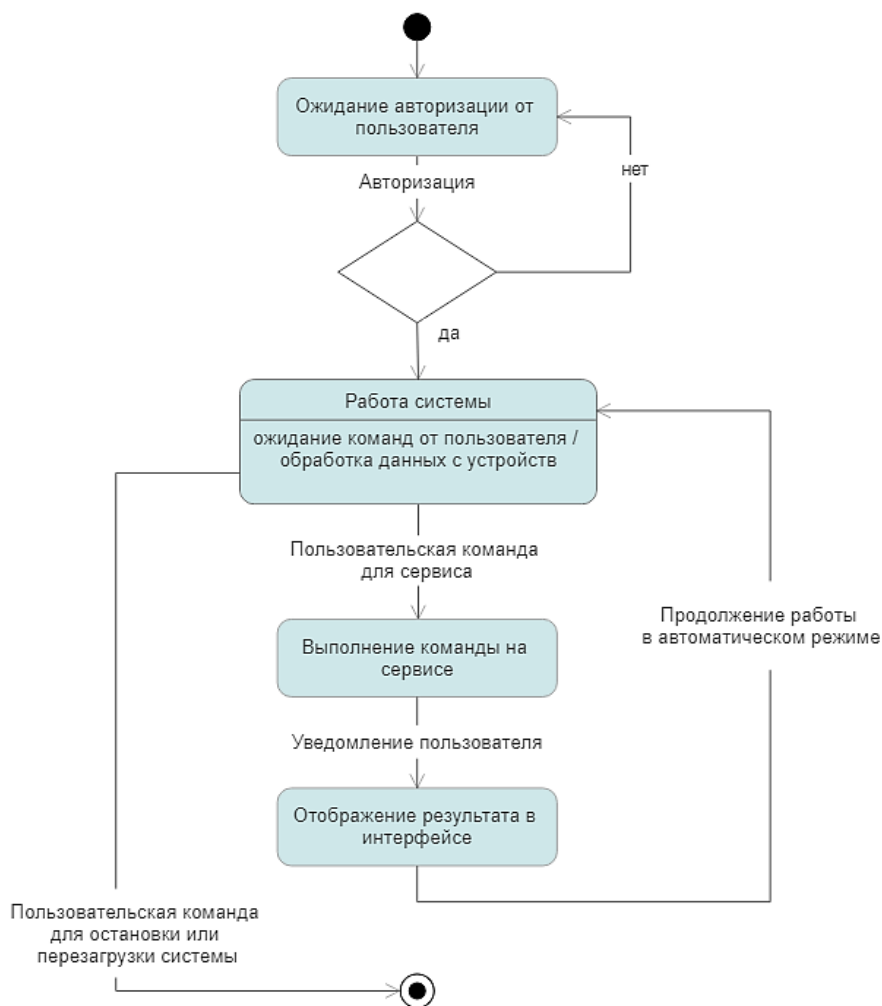 Ожидание авторизации от
пользователя
нет
Авторизация
да
Работа системы
ожидание команд от пользователя /
обработка данных с устройств
Пользовательская команда
для сервиса
Продолжение работы
в автоматическом режиме
Выполнение команды на
сервисе
Уведомление пользователя
Отображение результата в
интерфейсе
Пользовательская команда
для остановки или
перезагрузки системы